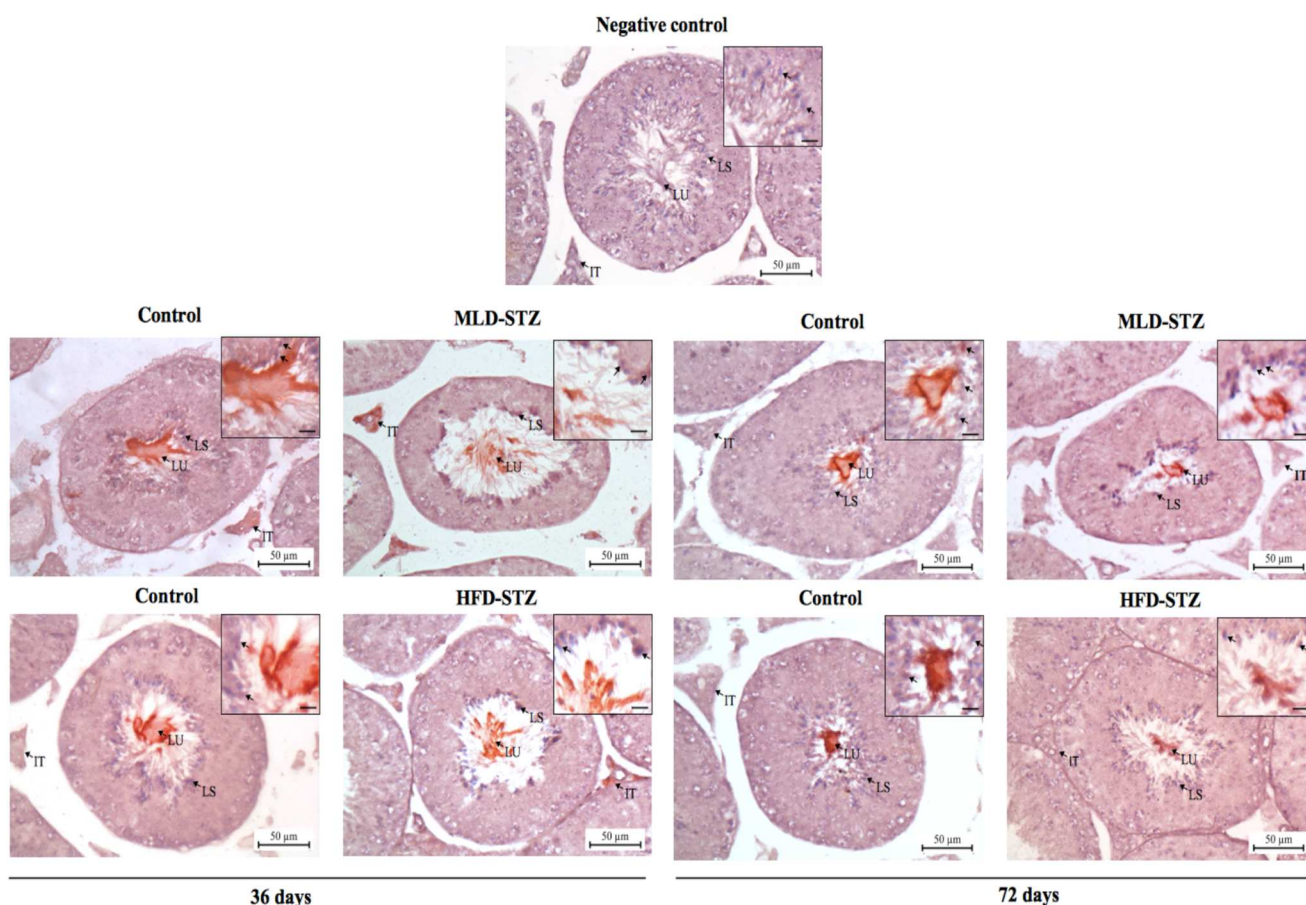 Negative control
LS
LU
IT
50 µm
Control
LS
LU
IT
50 µm
MLD-STZ
LS
IT
LU
50 µm
Control
IT
LU
LS
50 µm
MLD-STZ
IT
LU
LS
50 µm
Control
LU
IT
LS
50 µm
HFD-STZ
LS
LU
IT
50 µm
Control
IT
LU
LS
50 µm
HFD-STZ
IT
LU
LS
50 µm
36 days
72 days